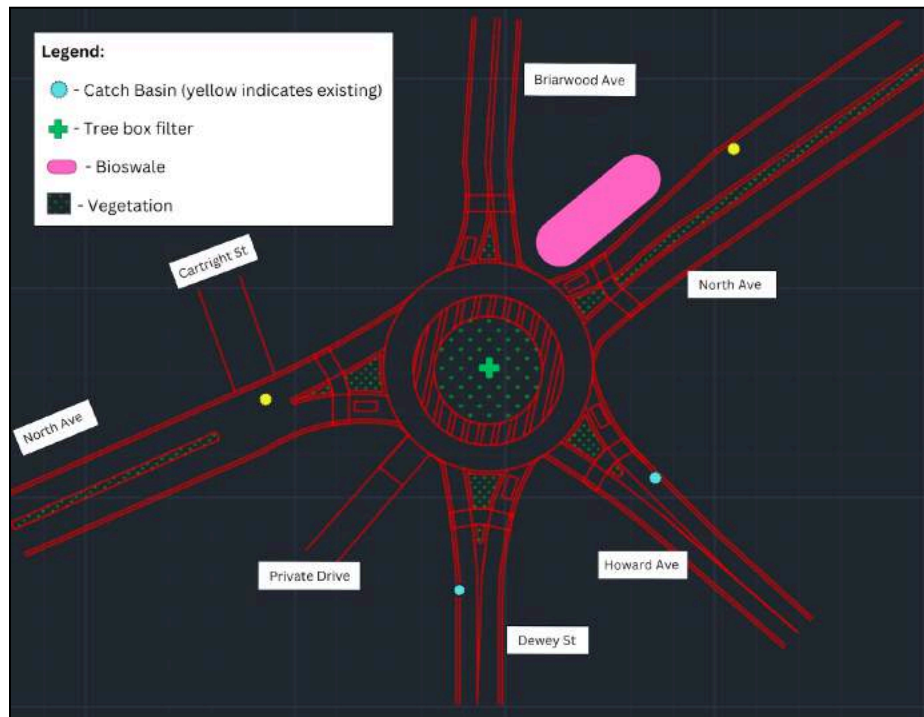 Legend:
- Catch Basin (yellow indicates existing)
- Tree box filter
- Bioswale
- Vegetation
Briarwood Ave
Cartright St
North Ave
North Ave
Private Drive
Howard Ave
Dewey St